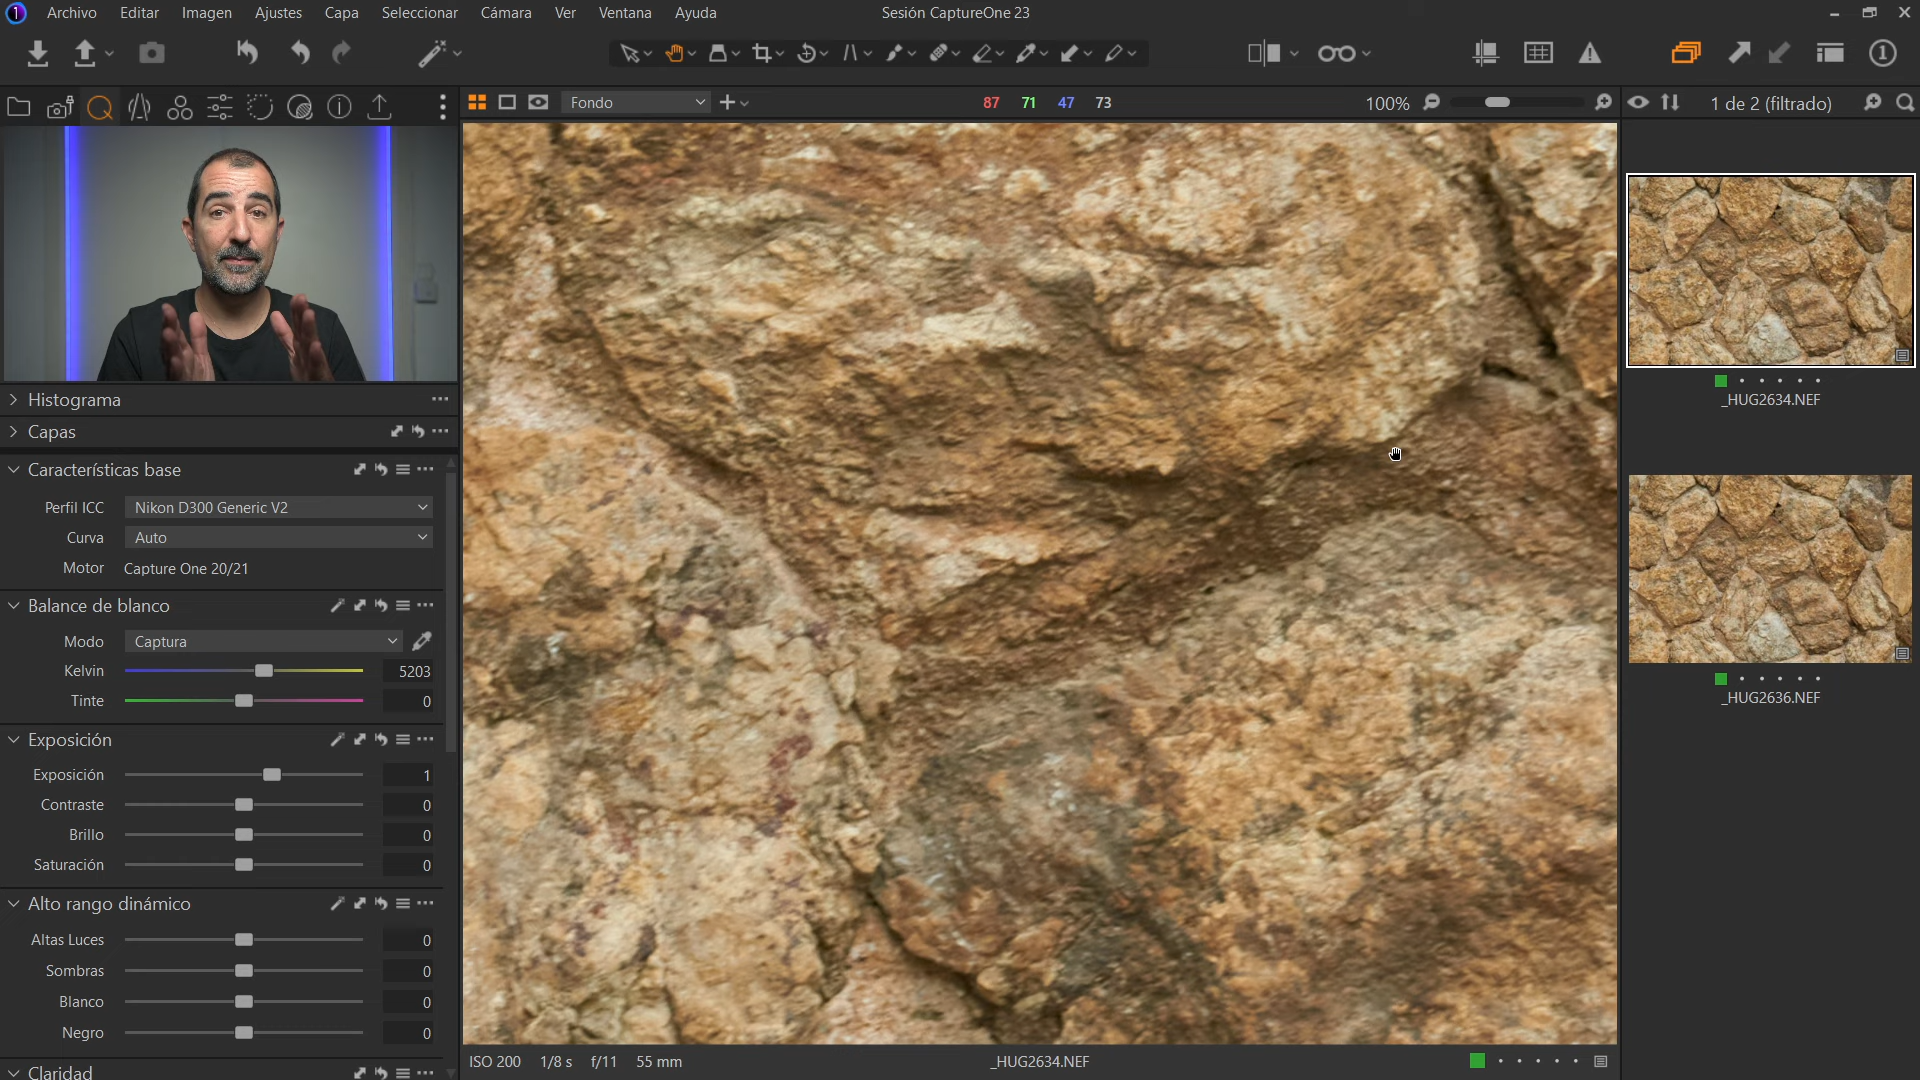 Archivo Editar Imagen Ajustes Capa Seleccionar Cámara Ver Ventana Ayuda
Sesión CaptureOne 23
Fondo
87 71 47 73
100%
1 de 2 (filtrado)
Histograma
Capas
Características base
Perfil ICC Nikon D300 Generic V2
Curva Auto
Motor Capture One 20/21
Balance de blanco
Modo Captura
Kelvin 5203
Tinte 0
Exposición
Exposición 1
Contraste 0
Brillo 0
Saturación 0
Alto rango dinámico
Altas Luces 0
Sombras 0
Blanco 0
Negro 0
Claridad
_HUG2634.NEF
_HUG2636.NEF
ISO 200 1/8 s f/11 55 mm
_HUG2634.NEF